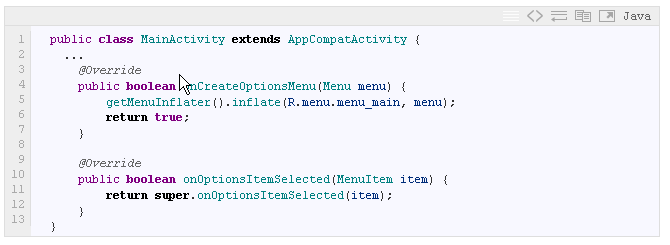 Java
1 public class MainActivity extends AppCompatActivity {
2 ...
3 @Override
4 public boolean nCreateOptionsMenu(Menu menu) {
5 getMenuInflater().inflate(R.menu.menu_main, menu);
6 return true;
7 }
8
9 @Override
10 public boolean onOptionsItemSelected(MenuItem item) {
11 return super.onOptionsItemSelected(item);
12 }
13 }